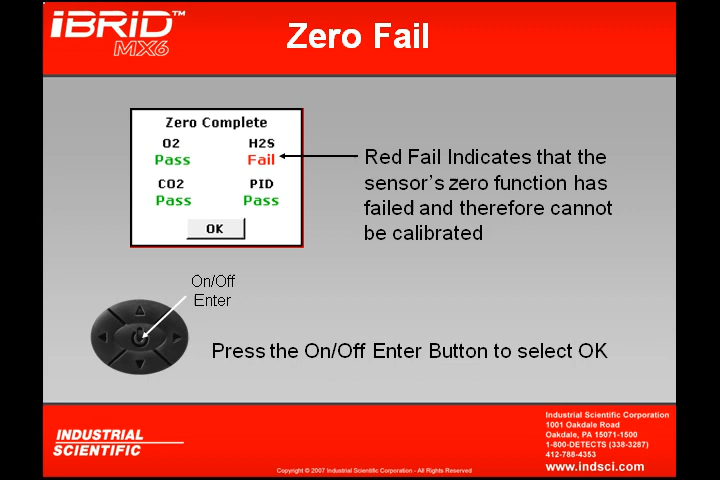 iBRiD™
MX6
Zero Fail
Zero Complete
O2 H2S
Pass Fail
CO2 PID
Pass Pass
OK
Red Fail Indicates that the
sensor's zero function has
failed and therefore cannot
be calibrated
On/Off
Enter
Press the On/Off Enter Button to select OK
INDUSTRIAL
SCIENTIFIC
Industrial Scientific Corporation
1001 Oakdale Road
Oakdale, PA 15071-1500
1-800-DETECTS (338-3287)
412-788-4353
www.indsci.com
Copyright © 2007 Industrial Scientific Corporation - All Rights Reserved